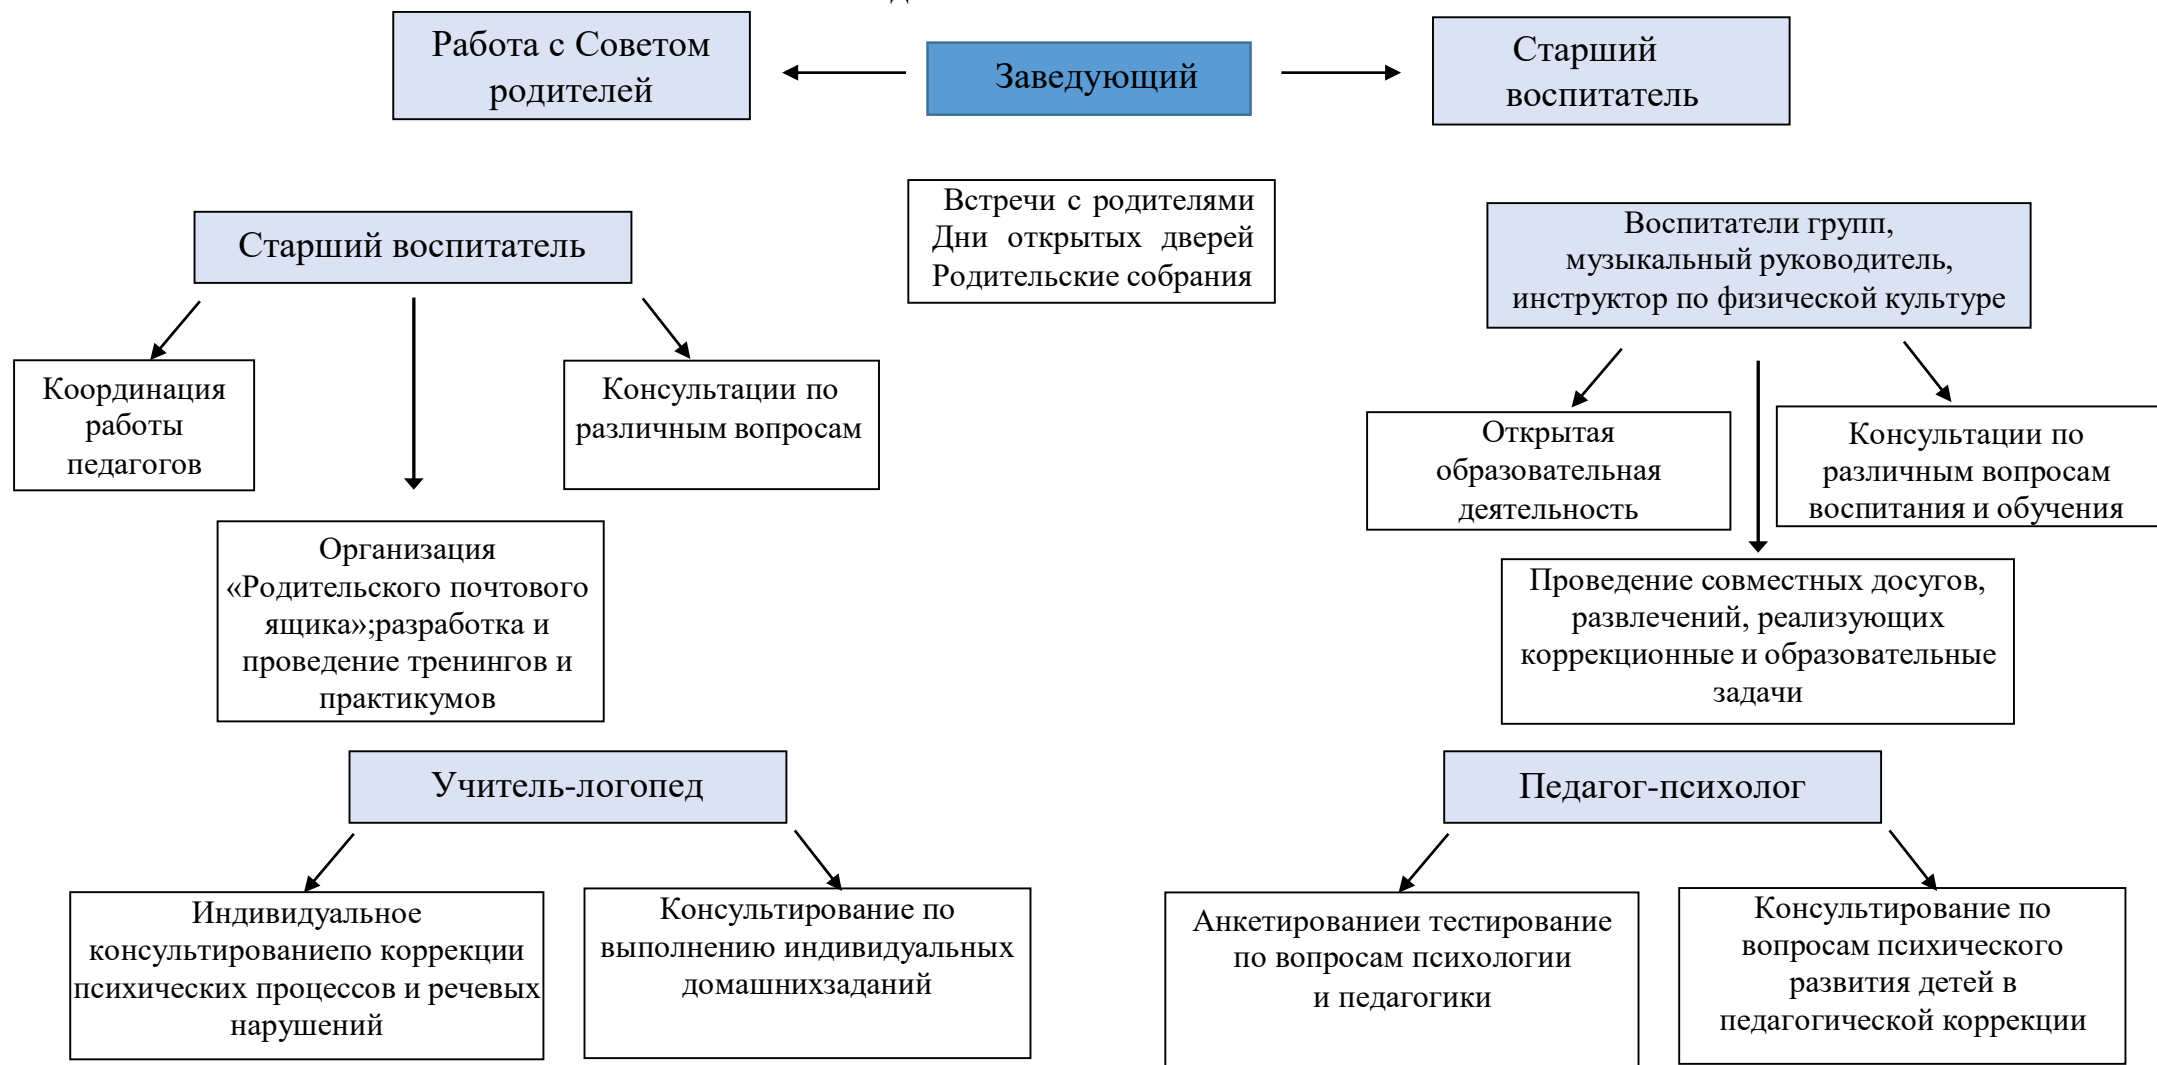 Работа с Советом
родителей
Заведующий
Старший
воспитатель
Встречи с родителями
Дни открытых дверей
Родительские собрания
Старший воспитатель
Воспитатели групп,
музыкальный руководитель,
инструктор по физической культуре
Координация
работы
педагогов
Консультации по
различным вопросам
Открытая
образовательная
деятельность
Консультации по
различным вопросам
воспитания и обучения
Организация
«Родительского почтового
ящика»;разработка и
проведение тренингов и
практикумов
Проведение совместных досугов,
развлечений, реализующих
коррекционные и образовательные
задачи
Учитель-логопед
Педагог-психолог
Индивидуальное
консультированиепо коррекции
психических процессов и речевых
нарушений
Консультирование по
выполнению индивидуальных
домашнихзаданий
Анкетированиеи тестирование
по вопросам психологии
и педагогики
Консультирование по
вопросам психического
развития детей в
педагогической коррекции